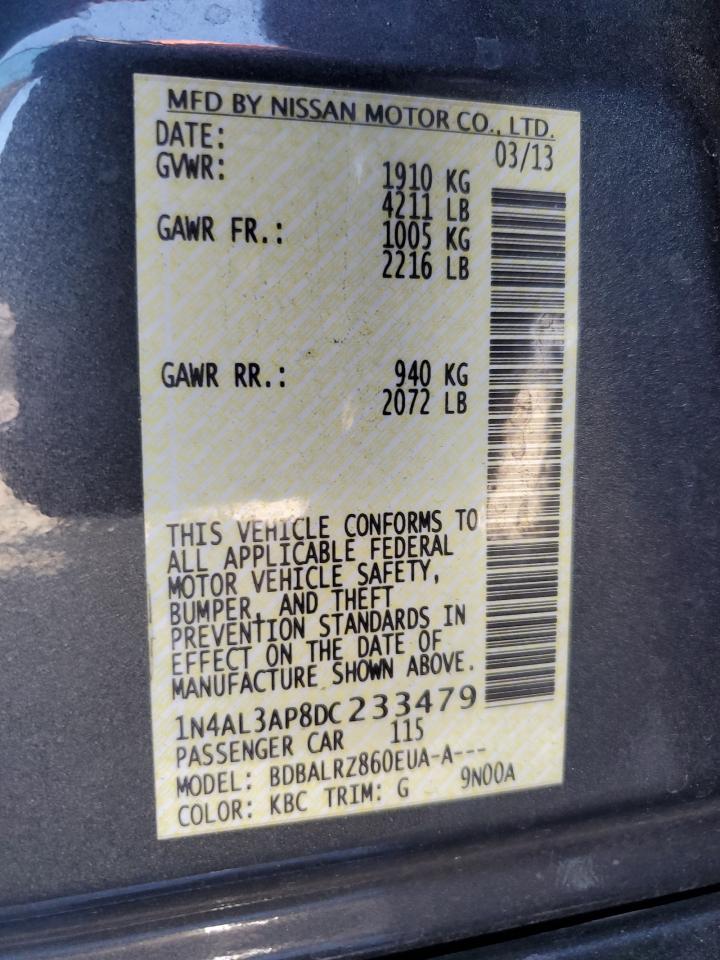 MFD BY NISSAN MOTOR CO., LTD.
DATE: 03/13
GVWR: 1910 KG
4211 LB
GAWR FR.: 1005 KG
2216 LB
GAWR RR.: 940 KG
2072 LB
THIS VEHICLE CONFORMS TO
ALL APPLICABLE FEDERAL
MOTOR VEHICLE SAFETY,
BUMPER, AND THEFT
PREVENTION STANDARDS IN
EFFECT ON THE DATE OF
MANUFACTURE SHOWN ABOVE.
1N4AL3AP8DC233479
PASSENGER CAR 115
MODEL: BDBALRZ860EUA-A---
COLOR: KBC TRIM: G 9N00A